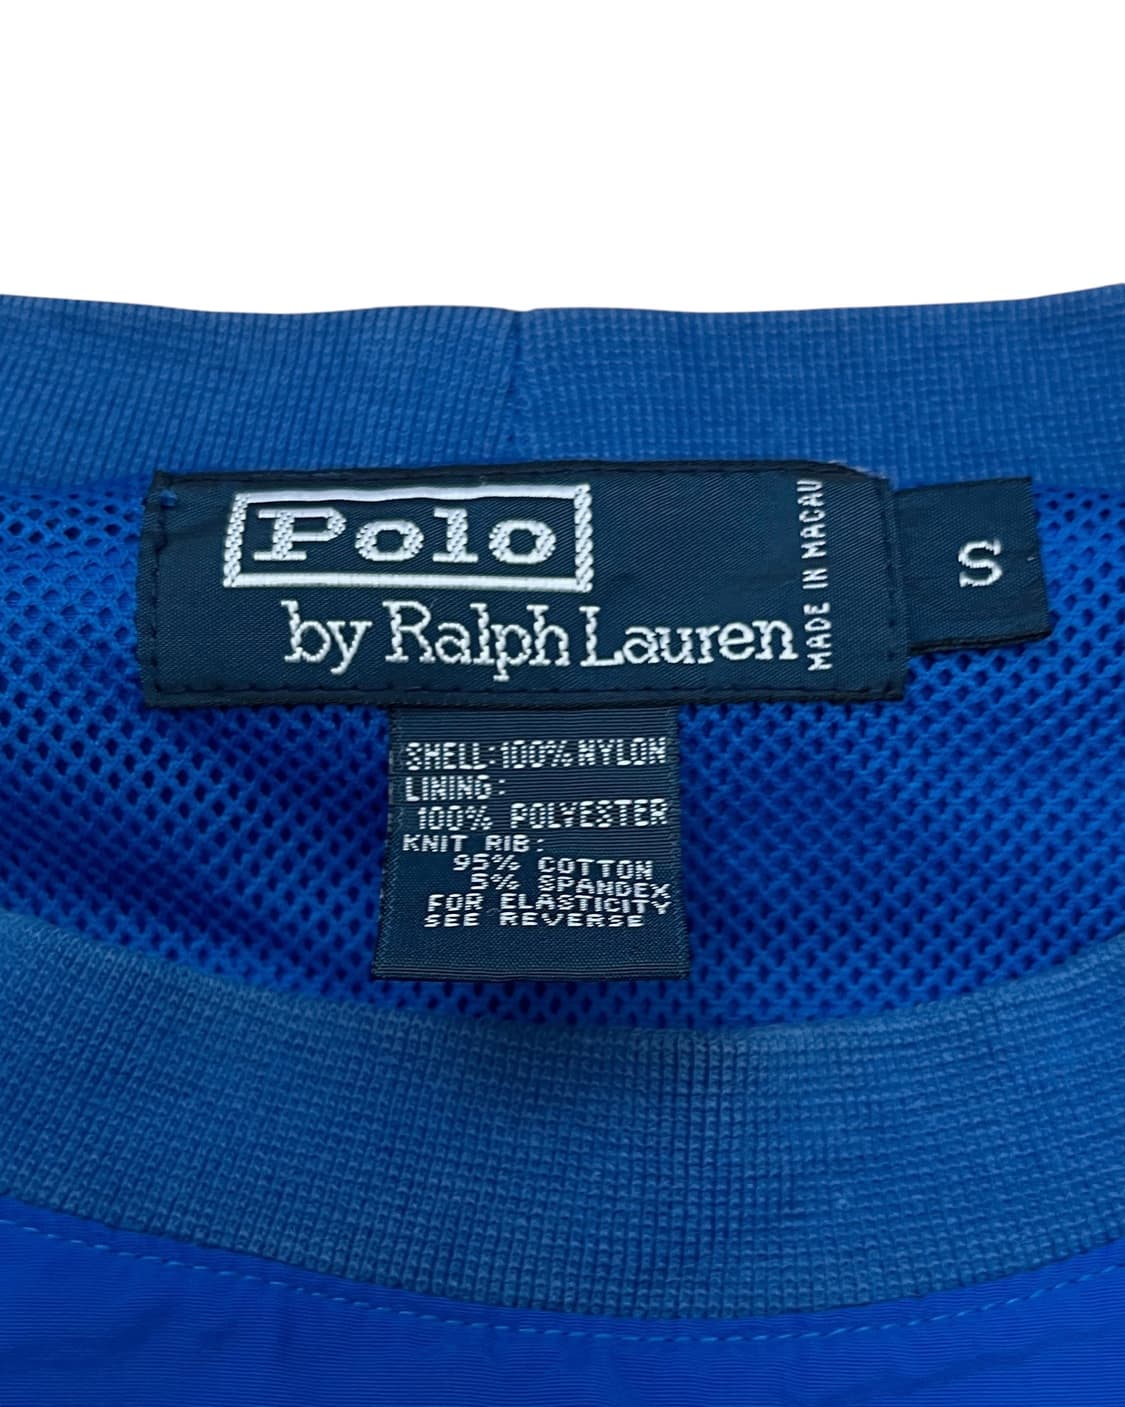 Polo
by Ralph Lauren
MADE IN MACAU
S
SHELL:100% NYLON
LINING:
100% POLYESTER
KNIT RIB:
95% COTTON
5% SPANDEX
FOR ELASTICITY
SEE REVERSE